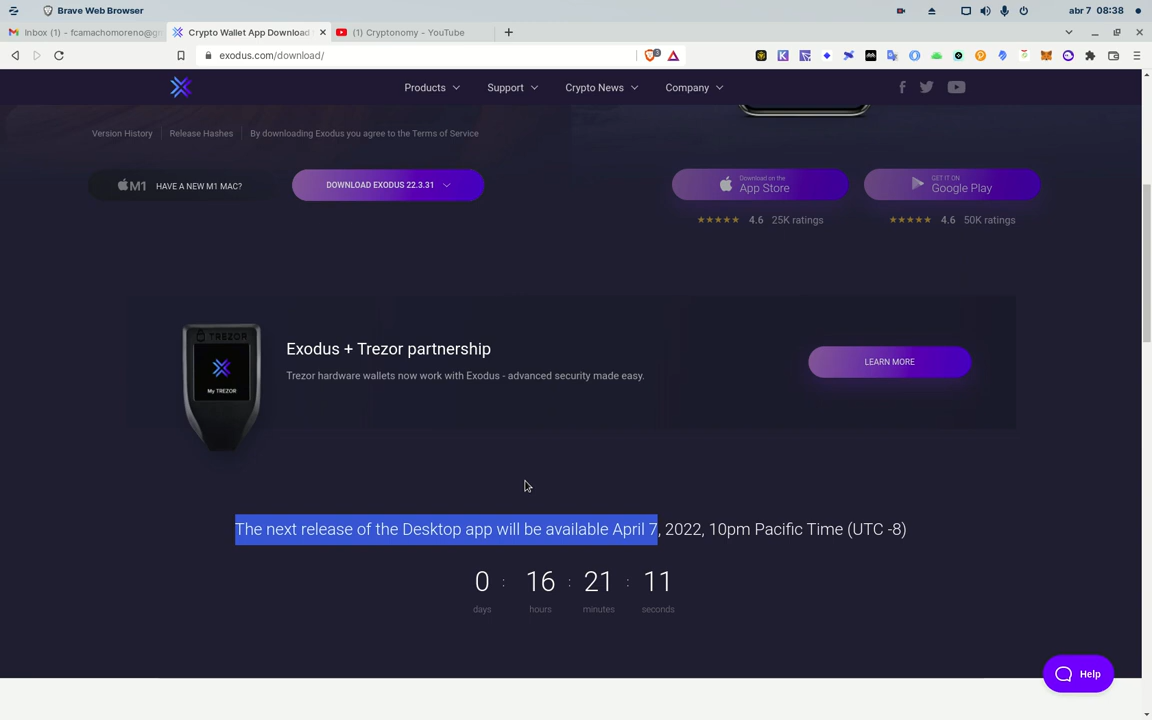 Brave Web Browser
abr 7 08:38
Inbox (1) - fcamachomoreno@g
Crypto Wallet App Download
(1) Cryptonomy - YouTube
exodus.com/download/
3
Products
Support
Crypto News
Company
Version History
Release Hashes
By downloading Exodus you agree to the Terms of Service
M1 HAVE A NEW M1 MAC?
DOWNLOAD EXODUS 22.3.31
Download on the
App Store
GET IT ON
Google Play
4.6 25K ratings
4.6 50K ratings
TREZOR
My TREZOR
Exodus + Trezor partnership
Trezor hardware wallets now work with Exodus - advanced security made easy.
LEARN MORE
The next release of the Desktop app will be available April 7, 2022, 10pm Pacific Time (UTC -8)
0 : 16 : 21 : 11
days hours minutes seconds
Help